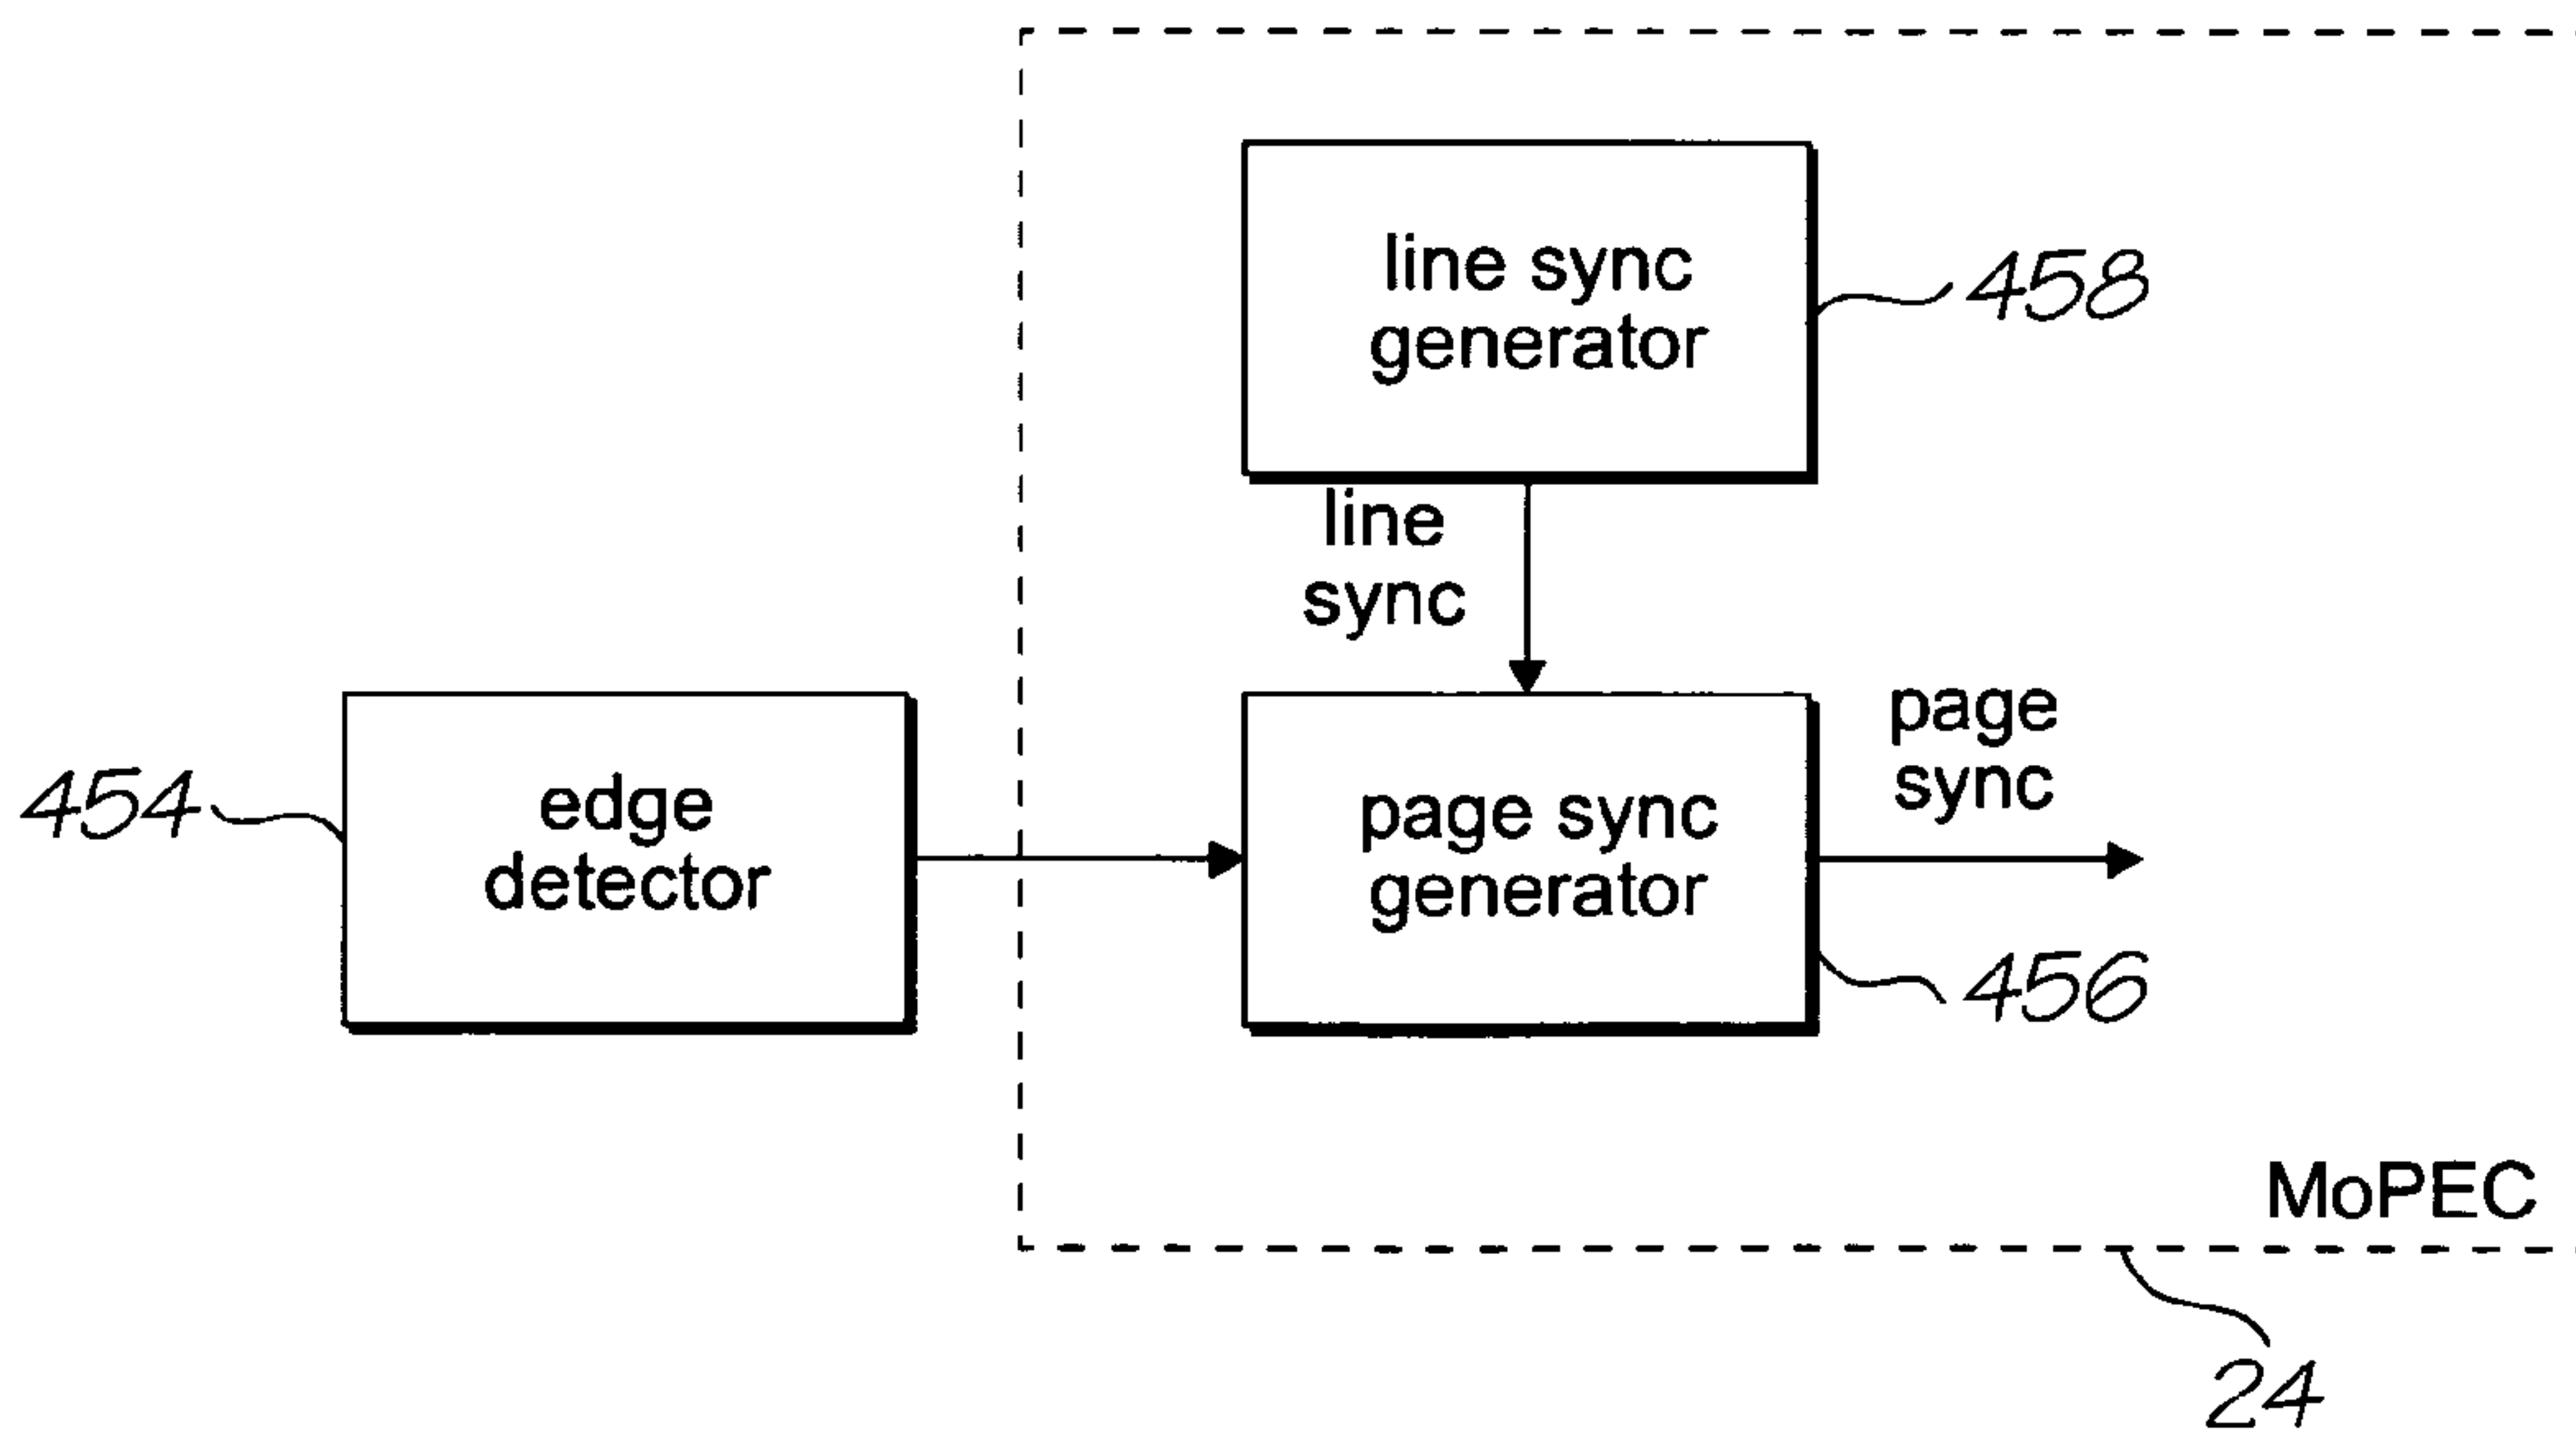 line sync
generator
458
line
sync
page
sync
454
edge
detector
page sync
generator
456
MoPEC
24